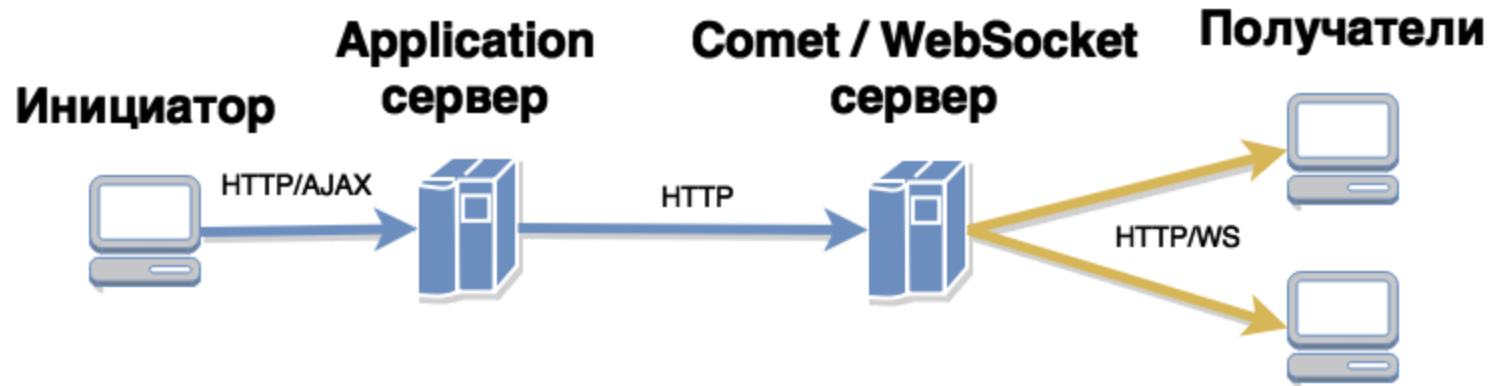 Инициатор
HTTP/AJAX
Application
сервер
HTTP
Comet / WebSocket
сервер
HTTP/WS
Получатели